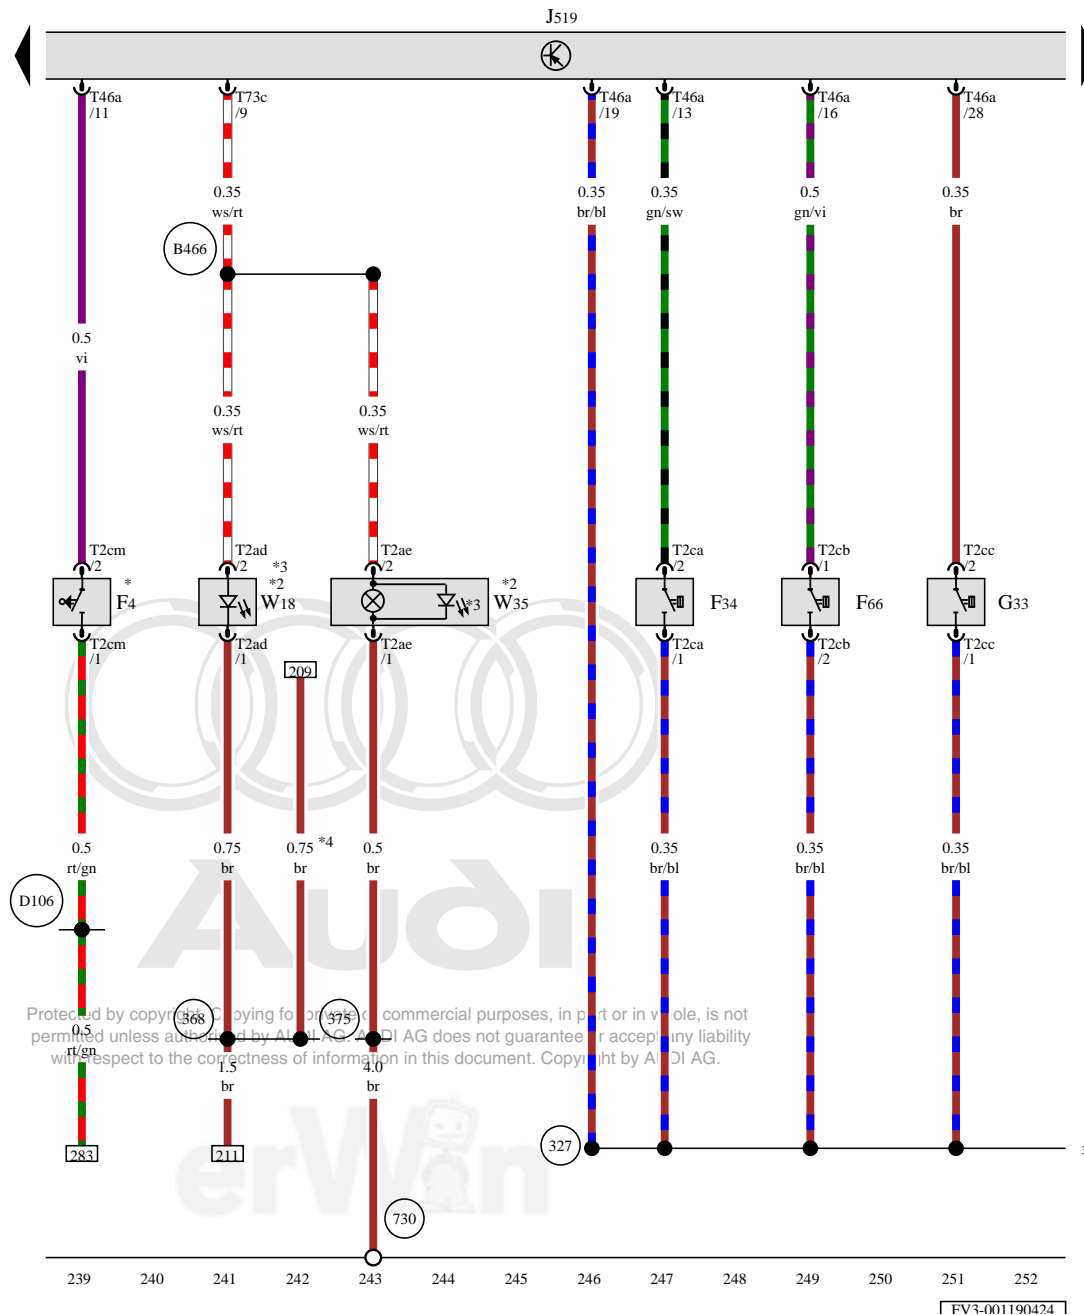 J519
T46a
/11
T73c
/9
T46a
/19
T46a
/13
T46a
/16
T46a
/28
0.35
ws/rt
0.35
br/bl
0.35
gn/sw
0.5
gn/vi
0.35
br
B466
0.5
vi
0.35
ws/rt
0.35
ws/rt
T2cm
/2
T2ad
/2
*3
T2ae
/2
T2ca
/2
T2cb
/1
T2cc
/2
*
F4
*2
W18
*3
*2
W35
F34
F66
G33
T2cm
/1
T2ad
/1
T2ae
/1
T2ca
/1
T2cb
/2
T2cc
/1
209
0.5
rt/gn
0.75
br
0.75
br
*4
0.5
br
0.35
br/bl
0.35
br/bl
0.35
br/bl
D106
Audi
368
375
Protected by copyright. Copying for private or commercial purposes, in part or in whole, is not
permitted unless authorised by AUDI AG. AUDI AG does not guarantee or accept any liability
with respect to the correctness of information in this document. Copyright by AUDI AG.
0.5
rt/gn
1.5
br
4.0
br
erWin
283
211
327
3
730
239 240 241 242 243 244 245 246 247 248 249 250 251 252
FV3-001190424